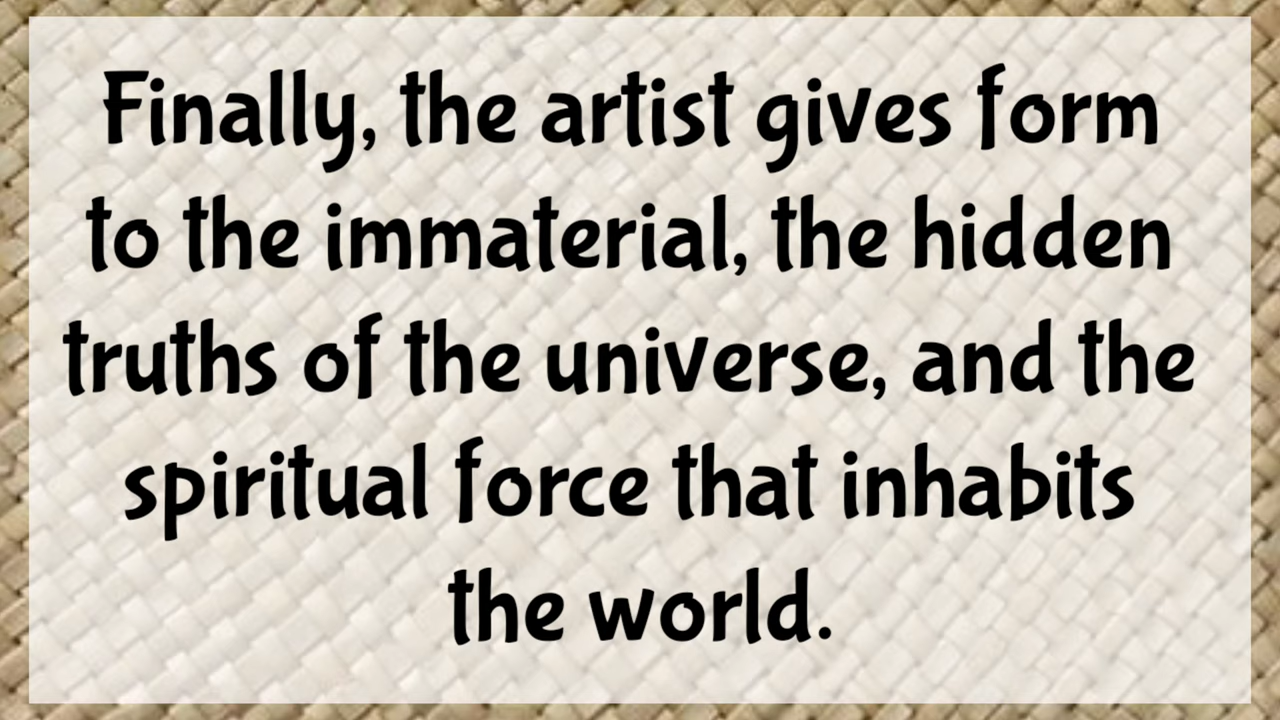 Finally, the artist gives form
to the immaterial, the hidden
truths of the universe, and the
spiritual force that inhabits
the world.